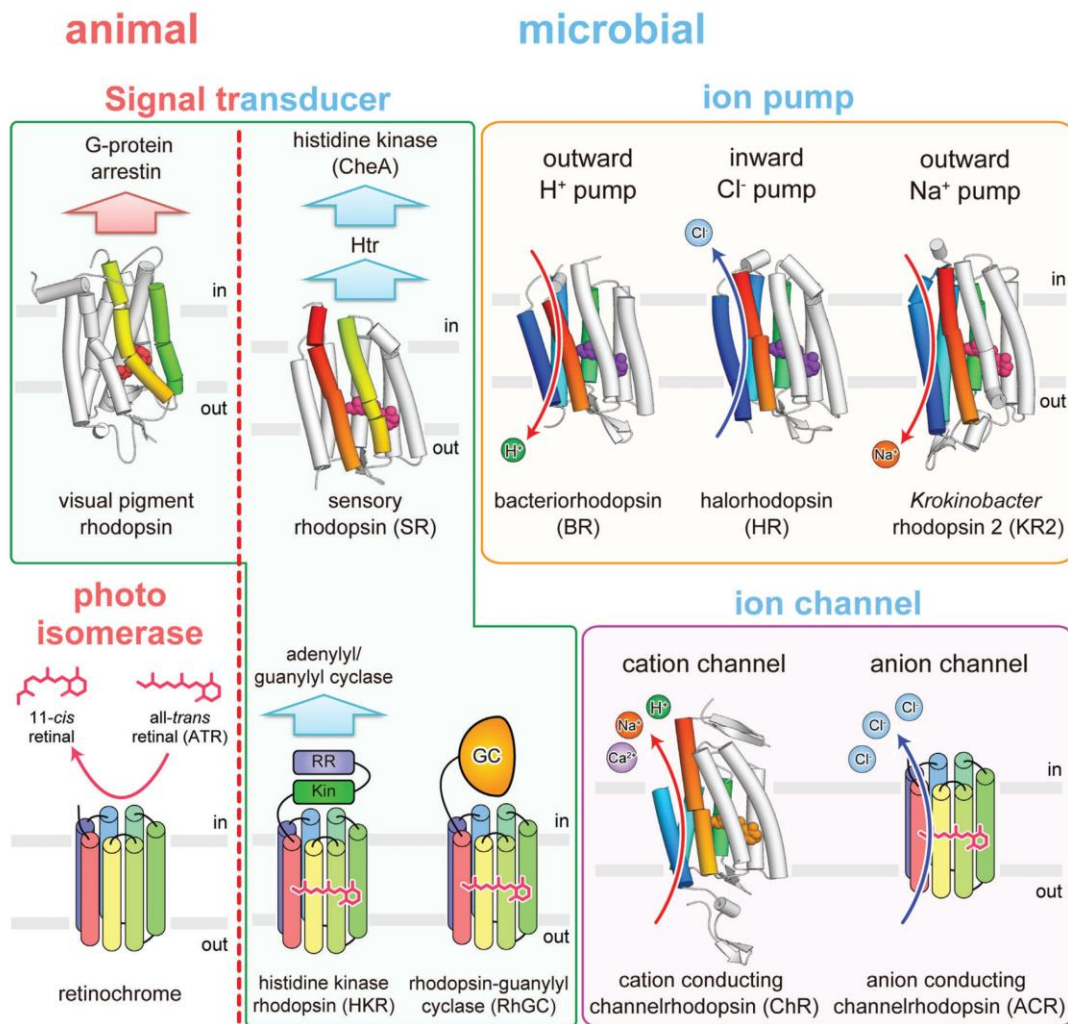 animal
microbial
Signal transducer
ion pump
G-protein
arrestin
in
out
visual pigment
rhodopsin
histidine kinase
(CheA)
Htr
in
out
sensory
rhodopsin (SR)
outward
H⁺ pump
H⁺
bacteriorhodopsin
(BR)
inward
Cl⁻ pump
Cl⁻
halorhodopsin
(HR)
outward
Na⁺ pump
in
out
Na⁺
Krokinobacter
rhodopsin 2 (KR2)
photo
isomerase
11-cis
retinal
all-trans
retinal (ATR)
in
out
retinochrome
adenylyl/
guanylyl cyclase
RR
Kin
histidine kinase
rhodopsin (HKR)
GC
in
out
rhodopsin-guanylyl
cyclase (RhGC)
ion channel
cation channel
Na⁺
H⁺
Ca²⁺
cation conducting
channelrhodopsin (ChR)
anion channel
Cl⁻
Cl⁻
Cl⁻
in
out
anion conducting
channelrhodopsin (ACR)